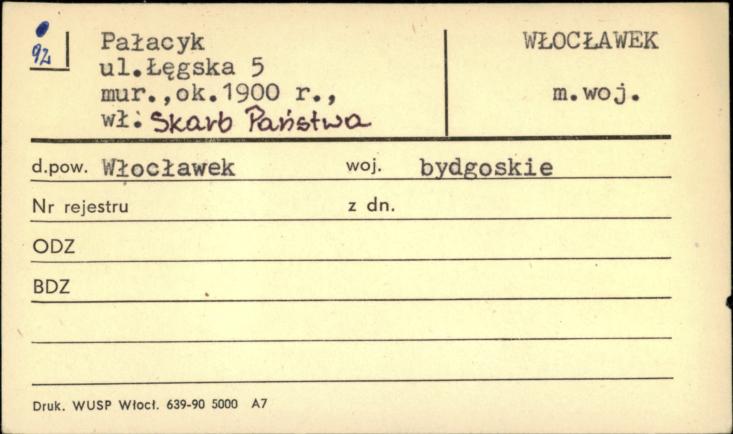 92
Pałacyk
ul.Łęgska 5
mur.,ok.1900 r.,
wł: Skarb Państwa
WŁOCŁAWEK
m.woj.
d.pow. Włocławek woj. bydgoskie
Nr rejestru z dn.
ODZ
BDZ
Druk. WUSP Włocł. 639-90 5000 A7